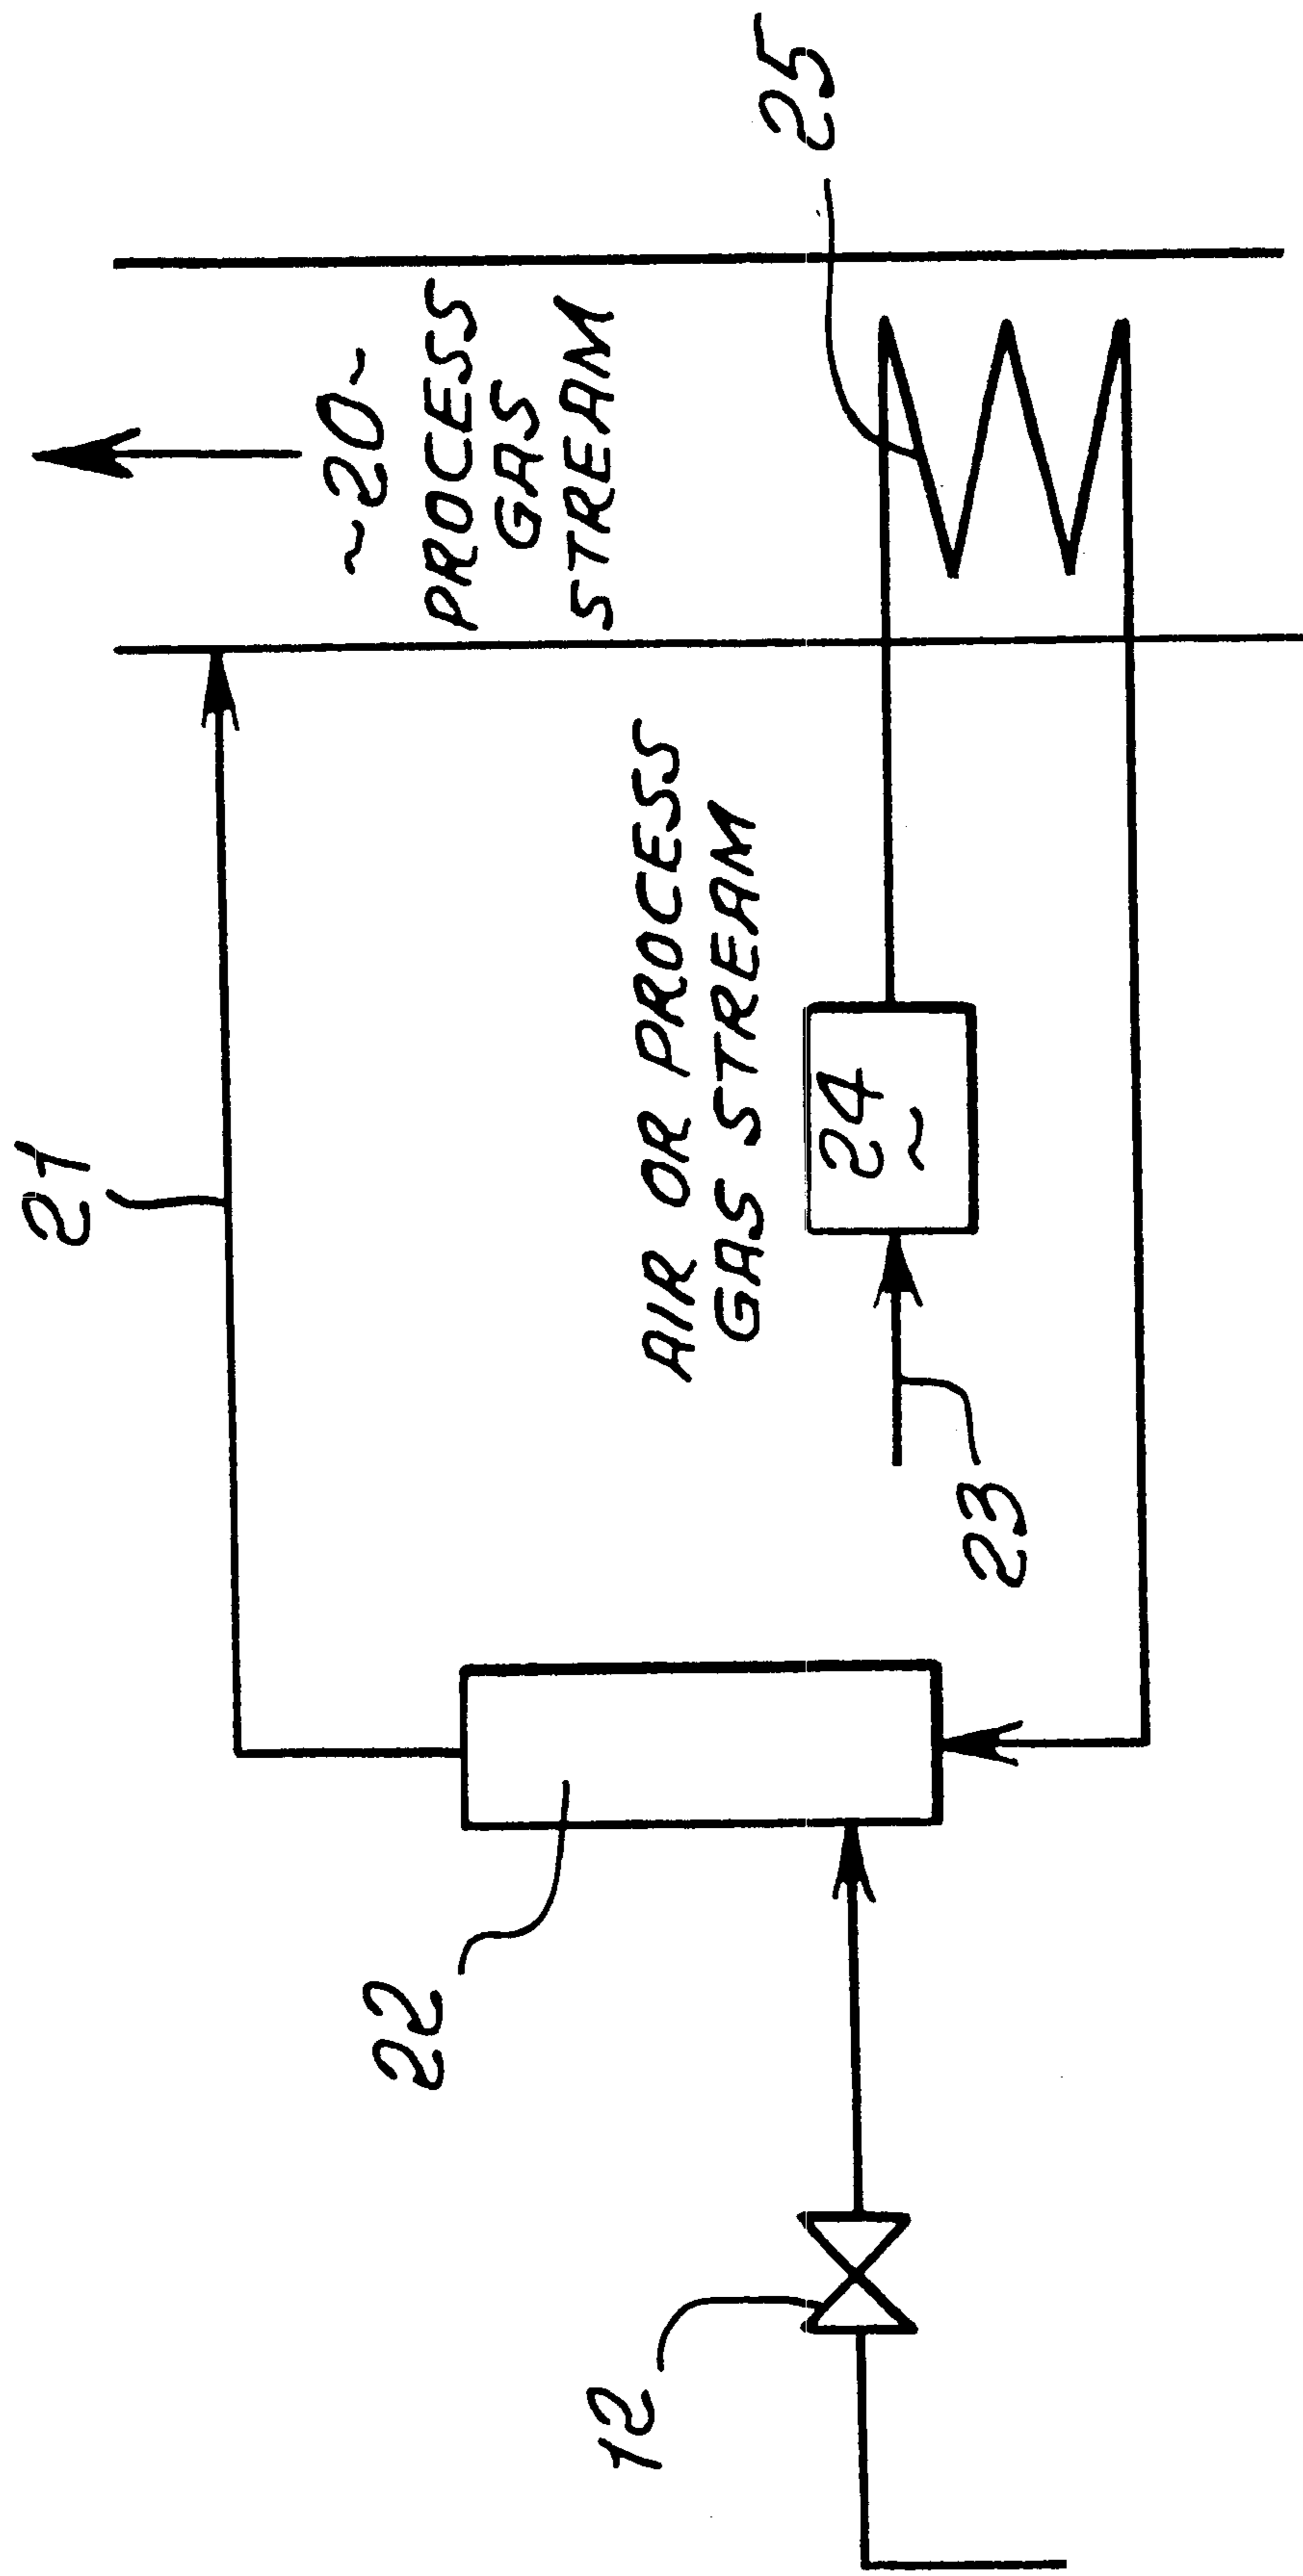 21
~20~
PROCESS
GAS
STREAM
AIR OR PROCESS
GAS STREAM
25
24
~
22
23
12